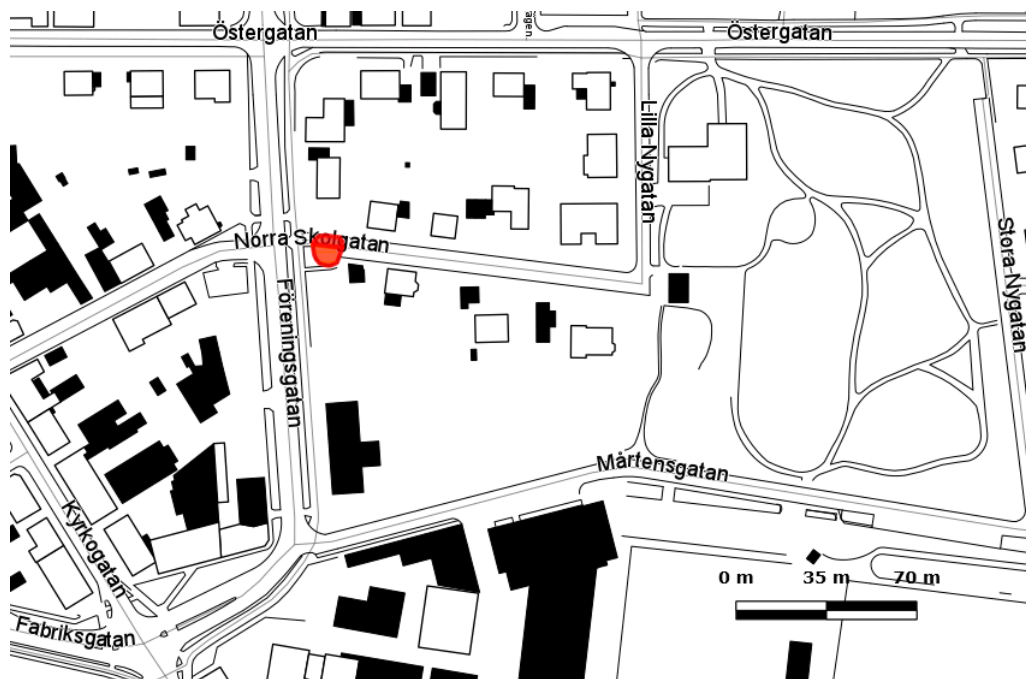 Östergatan
Östergatan
Lilla Nygatan
Norra Skolgatan
Stora Nygatan
Föreningsgatan
Mårtensgatan
Kyrkogatan
Fabriksgatan
0 m 35 m 70 m